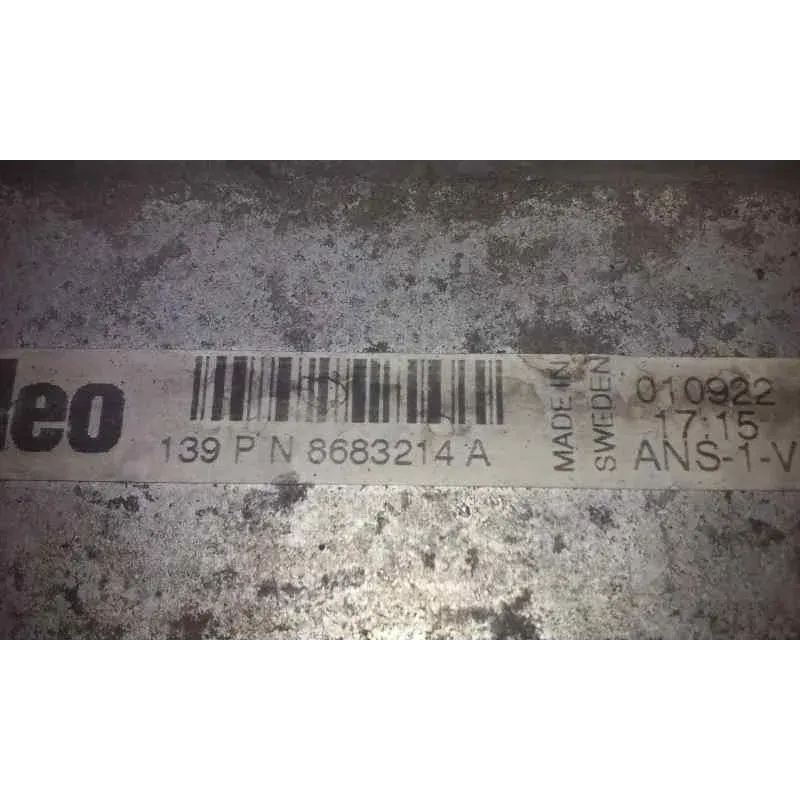 leo
139 P N 8683214 A
MADE IN
SWEDEN
010922
17:15
ANS-1-V